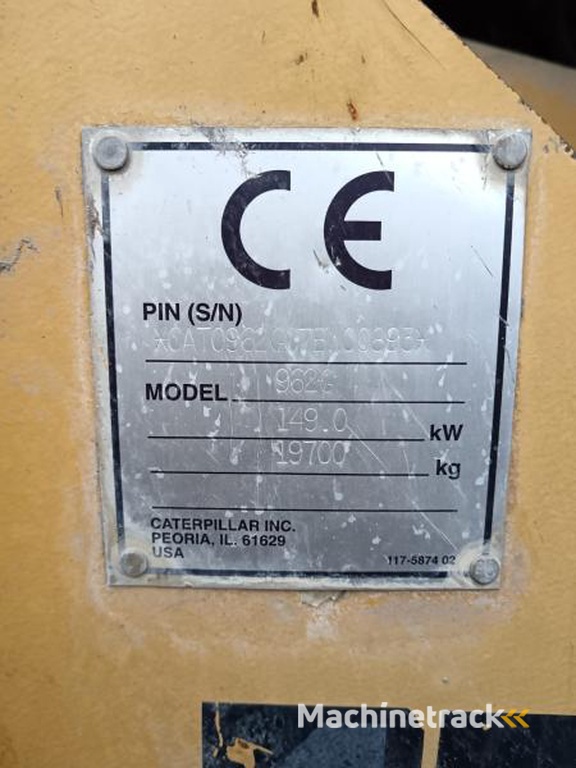 CE
PIN (S/N)
MODEL 962G
149.0 kW
19700 kg
CATERPILLAR INC.
PEORIA, IL. 61629
USA
117-5874 02
Machinetrack